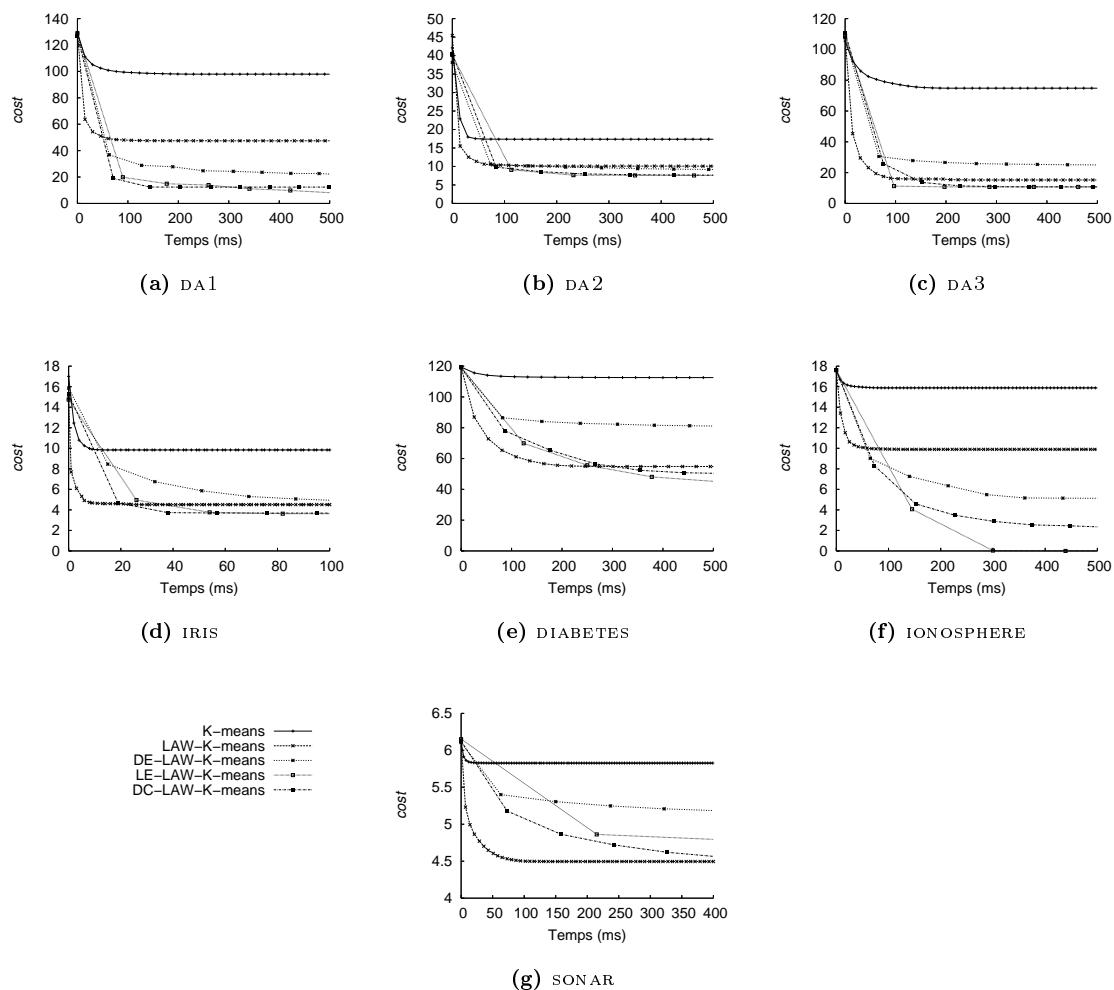 140
120
100
80
60
40
20
0
cost
0 100 200 300 400 500
Temps (ms)
(a) DA1
50
45
40
35
30
25
20
15
10
5
0
cost
0 100 200 300 400 500
Temps (ms)
(b) DA2
120
100
80
60
40
20
0
cost
0 100 200 300 400 500
Temps (ms)
(c) DA3
18
16
14
12
10
8
6
4
2
0
cost
0 20 40 60 80 100
Temps (ms)
(d) IRIS
120
100
80
60
40
20
0
cost
0 100 200 300 400 500
Temps (ms)
(e) DIABETES
18
16
14
12
10
8
6
4
2
0
cost
0 100 200 300 400 500
Temps (ms)
(f) IONOSPHERE
K−means
LAW−K−means
DE−LAW−K−means
LE−LAW−K−means
DC−LAW−K−means
6.5
6
5.5
5
4.5
4
cost
0 50 100 150 200 250 300 350 400
Temps (ms)
(g) SONAR